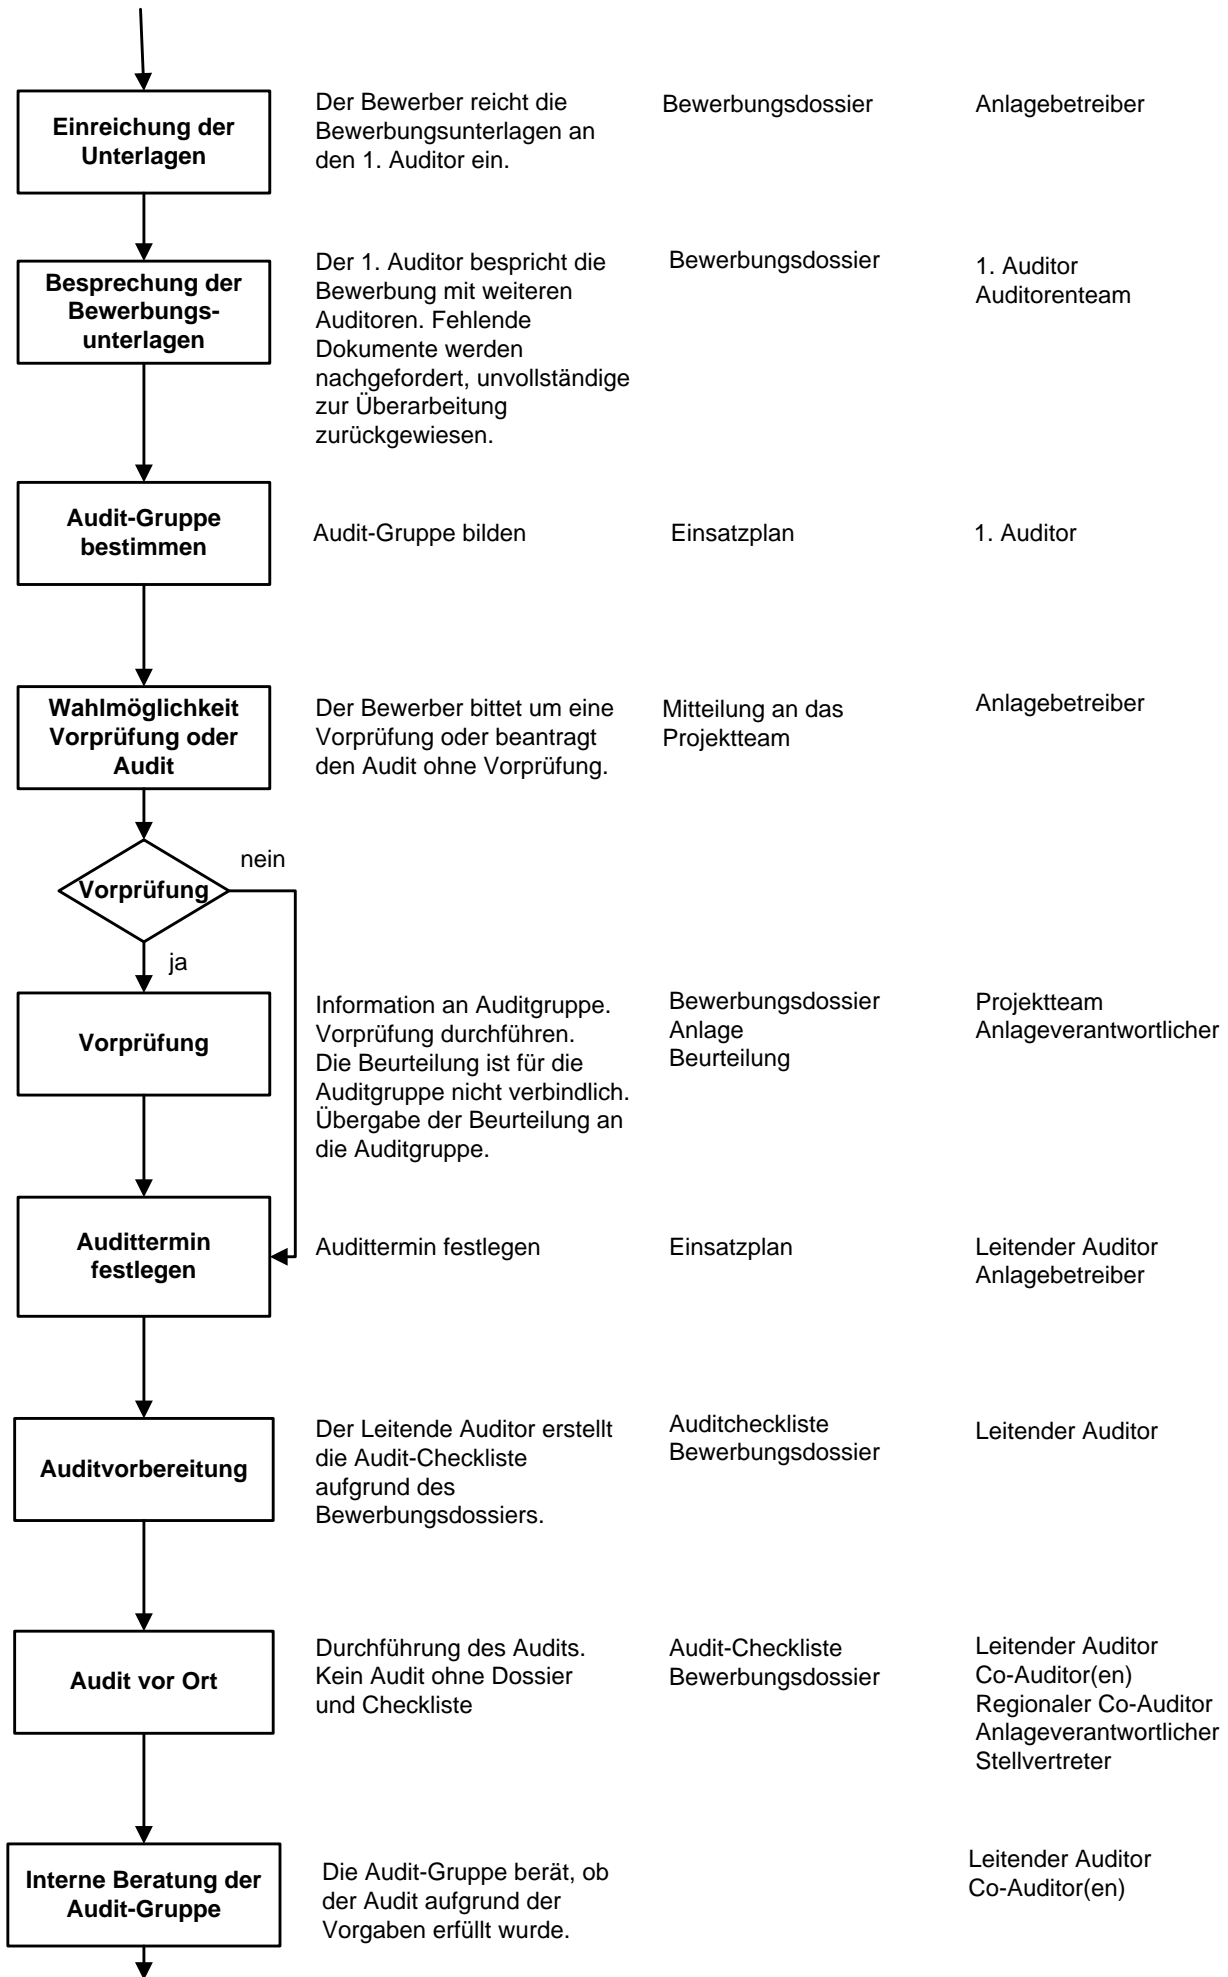 Einreichung der
Unterlagen
Der Bewerber reicht die
Bewerbungsunterlagen an
den 1. Auditor ein.
Bewerbungsdossier
Anlagebetreiber
Besprechung der
Bewerbungs-
unterlagen
Der 1. Auditor bespricht die
Bewerbung mit weiteren
Auditoren. Fehlende
Dokumente werden
nachgefordert, unvollständige
zur Überarbeitung
zurückgewiesen.
Bewerbungsdossier
1. Auditor
Auditorenteam
Audit-Gruppe
bestimmen
Audit-Gruppe bilden
Einsatzplan
1. Auditor
Wahlmöglichkeit
Vorprüfung oder
Audit
Der Bewerber bittet um eine
Vorprüfung oder beantragt
den Audit ohne Vorprüfung.
Mitteilung an das
Projektteam
Anlagebetreiber
Vorprüfung
nein
ja
Vorprüfung
Information an Auditgruppe.
Vorprüfung durchführen.
Die Beurteilung ist für die
Auditgruppe nicht verbindlich.
Übergabe der Beurteilung an
die Auditgruppe.
Bewerbungsdossier
Anlage
Beurteilung
Projektteam
Anlageverantwortlicher
Audittermin
festlegen
Audittermin festlegen
Einsatzplan
Leitender Auditor
Anlagebetreiber
Auditvorbereitung
Der Leitende Auditor erstellt
die Audit-Checkliste
aufgrund des
Bewerbungsdossiers.
Auditcheckliste
Bewerbungsdossier
Leitender Auditor
Audit vor Ort
Durchführung des Audits.
Kein Audit ohne Dossier
und Checkliste
Audit-Checkliste
Bewerbungsdossier
Leitender Auditor
Co-Auditor(en)
Regionaler Co-Auditor
Anlageverantwortlicher
Stellvertreter
Interne Beratung der
Audit-Gruppe
Die Audit-Gruppe berät, ob
der Audit aufgrund der
Vorgaben erfüllt wurde.
Leitender Auditor
Co-Auditor(en)